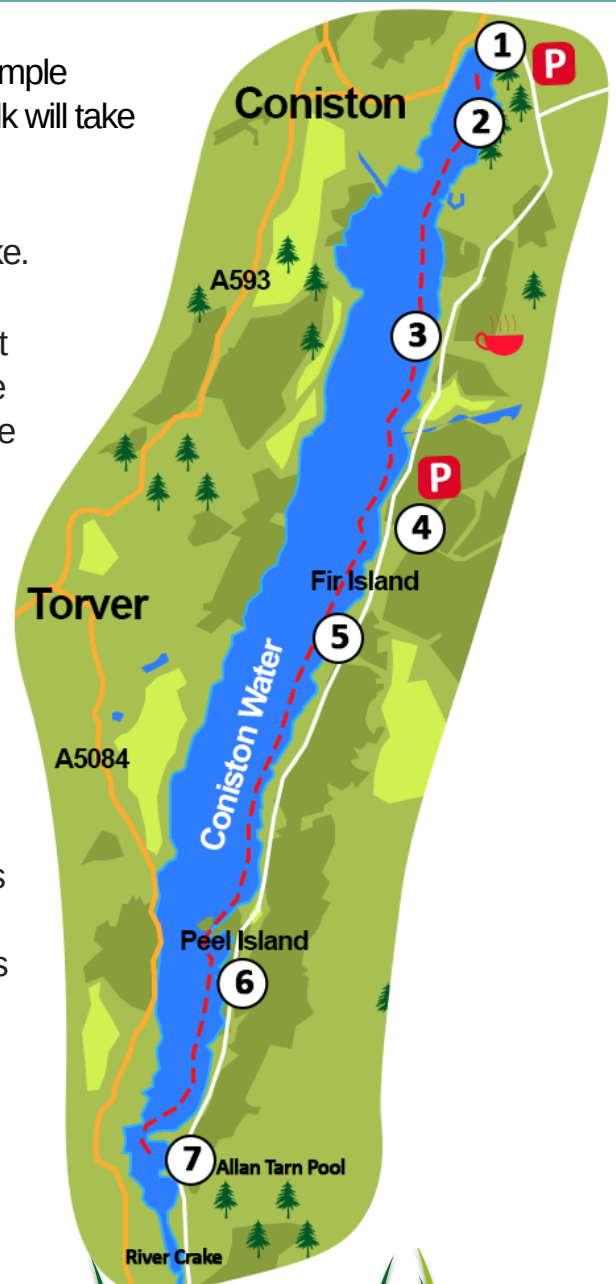 mple
lk will take
ke.
t
e
e
s
s
1
P
2
Coniston
A593
3
P
4
Fir Island
Torver
5
Coniston Water
A5084
Peel Island
6
7
Allan Tarn Pool
River Crake